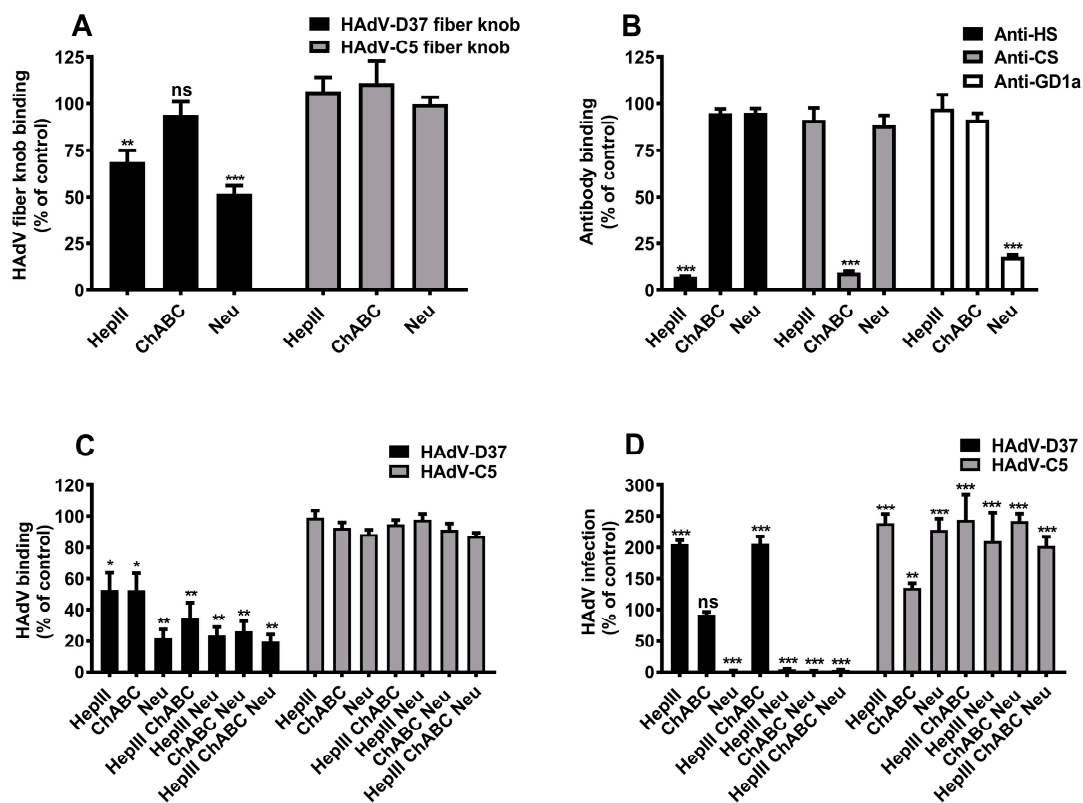 A
HAdV-D37 fiber knob
HAdV-C5 fiber knob
HAdV fiber knob binding
(% of control)
125
100
75
50
25
0
**
ns
***
HepIII
ChABC
Neu
HepIII
ChABC
Neu
B
Anti-HS
Anti-CS
Anti-GD1a
Antibody binding
(% of control)
125
100
75
50
25
0
***
***
***
HepIII
ChABC
Neu
HepIII
ChABC
Neu
HepIII
ChABC
Neu
C
HAdV-D37
HAdV-C5
HAdV binding
(% of control)
120
100
80
60
40
20
0
*
*
**
**
**
**
**
HepIII
ChABC
Neu
HepIII ChABC
HepIII Neu
ChABC Neu
HepIII ChABC Neu
HepIII
ChABC
Neu
HepIII ChABC
HepIII Neu
ChABC Neu
HepIII ChABC Neu
D
HAdV-D37
HAdV-C5
HAdV infection
(% of control)
300
250
200
150
100
50
0
***
ns
***
***
***
***
***
***
**
***
***
***
***
***
HepIII
ChABC
Neu
HepIII ChABC
HepIII Neu
ChABC Neu
HepIII ChABC Neu
HepIII
ChABC
Neu
HepIII ChABC
HepIII Neu
ChABC Neu
HepIII ChABC Neu